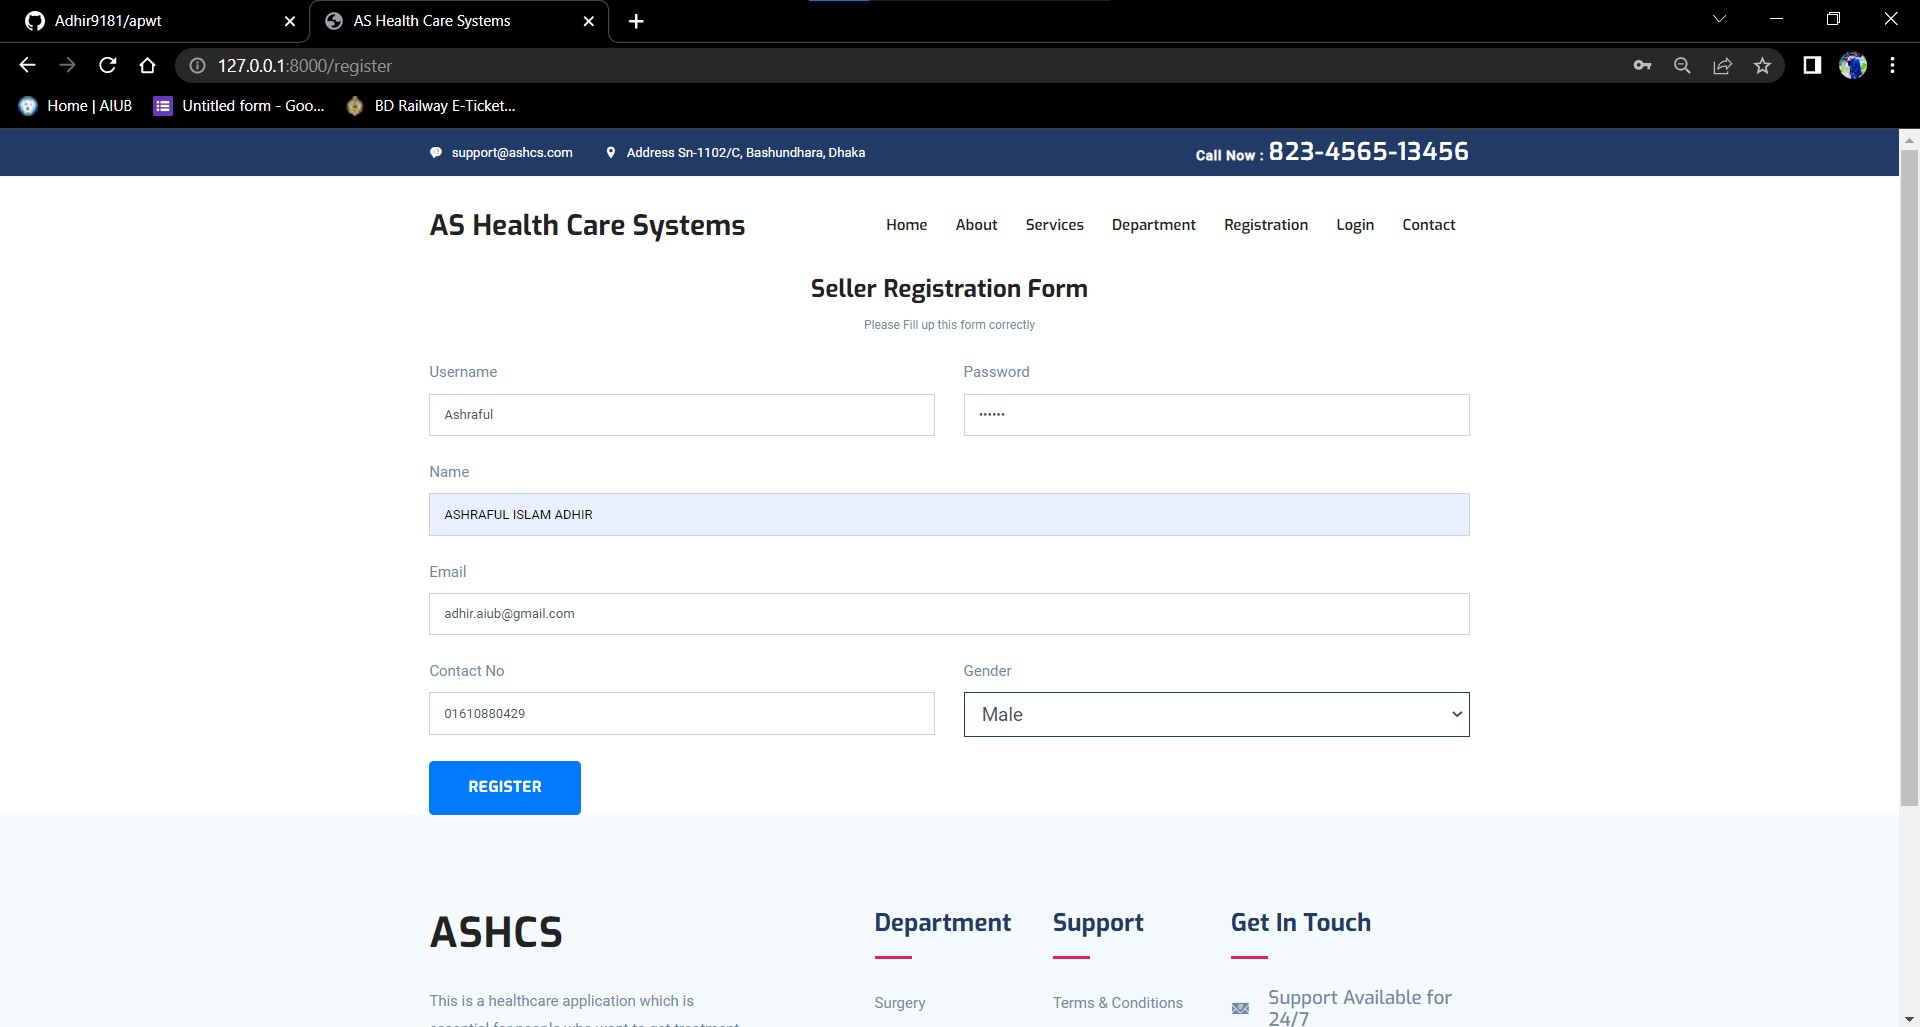 Adhir9181/apwt
AS Health Care Systems
127.0.0.1:8000/register
Home | AIUB
Untitled form - Goo...
BD Railway E-Ticket...
support@ashcs.com
Address Sn-1102/C, Bashundhara, Dhaka
Call Now : 823-4565-13456
AS Health Care Systems
Home About Services Department Registration Login Contact
Seller Registration Form
Please Fill up this form correctly
Username
Password
Ashraful
••••••
Name
ASHRAFUL ISLAM ADHIR
Email
adhir.aiub@gmail.com
Contact No
Gender
01610880429
Male
REGISTER
ASHCS
Department
Support
Get In Touch
This is a healthcare application which is
Surgery
Terms & Conditions
Support Available for
24/7